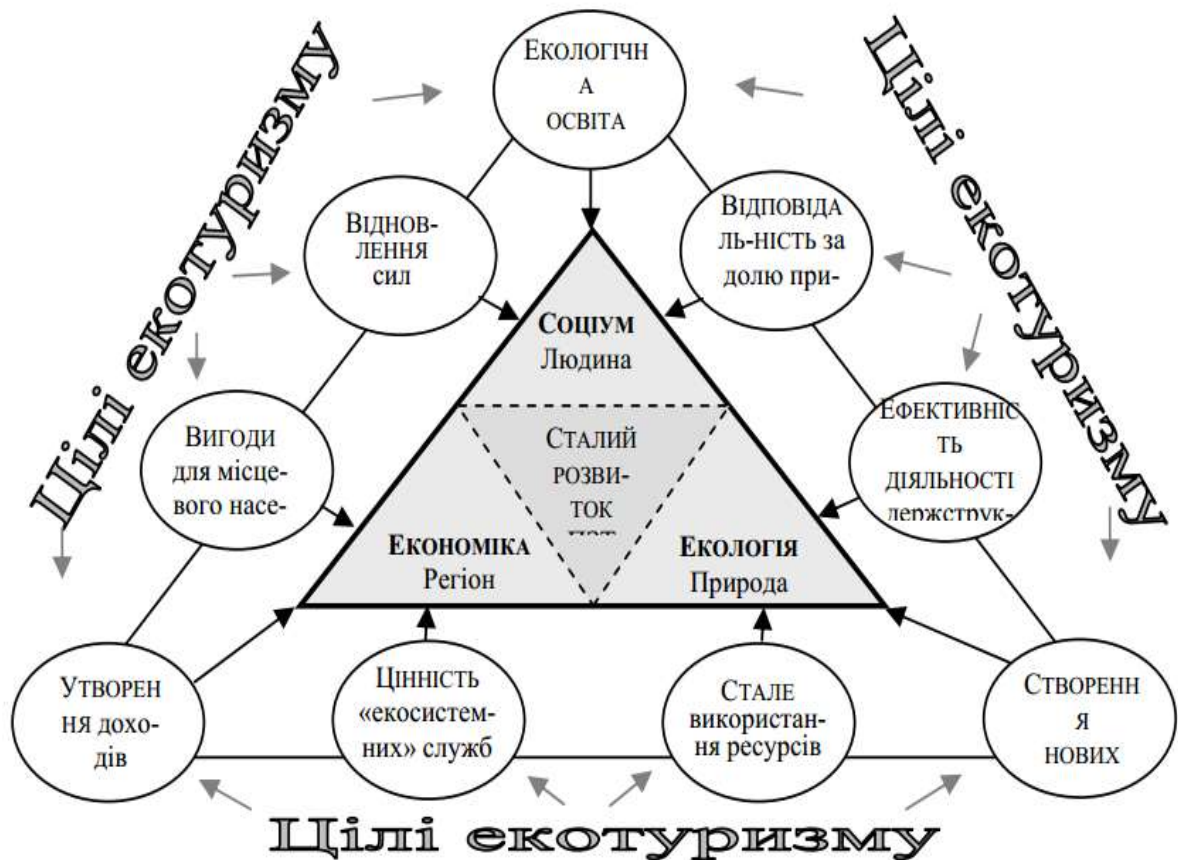 Цілі екотуризму
Цілі екотуризму
ЕКОЛОГІЧН
А
ОСВІТА
ВІДНОВ-
ЛЕННЯ
сил
ВІДПОВІДА
ЛЬ-НІСТЬ за
долю при-
СОЦІУМ
Людина
ВИГОДИ
для місце-
вого насе-
СТАЛИЙ
РОЗВИ-
ТОК
ЕФЕКТИВНІС
ТЬ
ДІЯЛЬНОСТІ
держструк-
ЕКОНОМІКА
Регіон
ЕКОЛОГІЯ
Природа
УТВОРЕН
НЯ дохо-
дів
ЦІННІСТЬ
«екосистем-
них» служб
СТАЛЕ
використан-
ня ресурсів
СТВОРЕНН
Я
НОВИХ
Цілі екотуризму